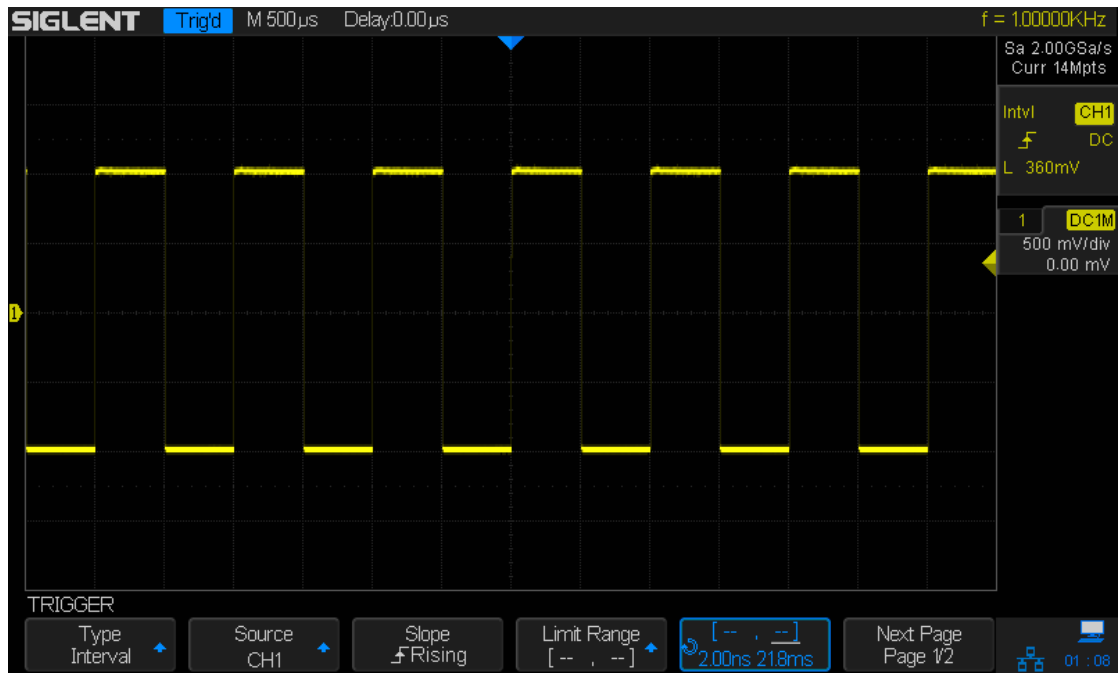 SIGLENT Trig'd M 500µs Delay:0.00µs f = 1.00000KHz
Sa 2.00GSa/s
Curr 14Mpts
Intvl CH1
DC
L 360mV
1 DC1M
500 mV/div
0.00 mV
1
TRIGGER
Type
Interval
Source
CH1
Slope
Rising
Limit Range
[ -- , -- ]
[ -- , -- ]
2.00ns 21.8ms
Next Page
Page 1/2
01 : 08